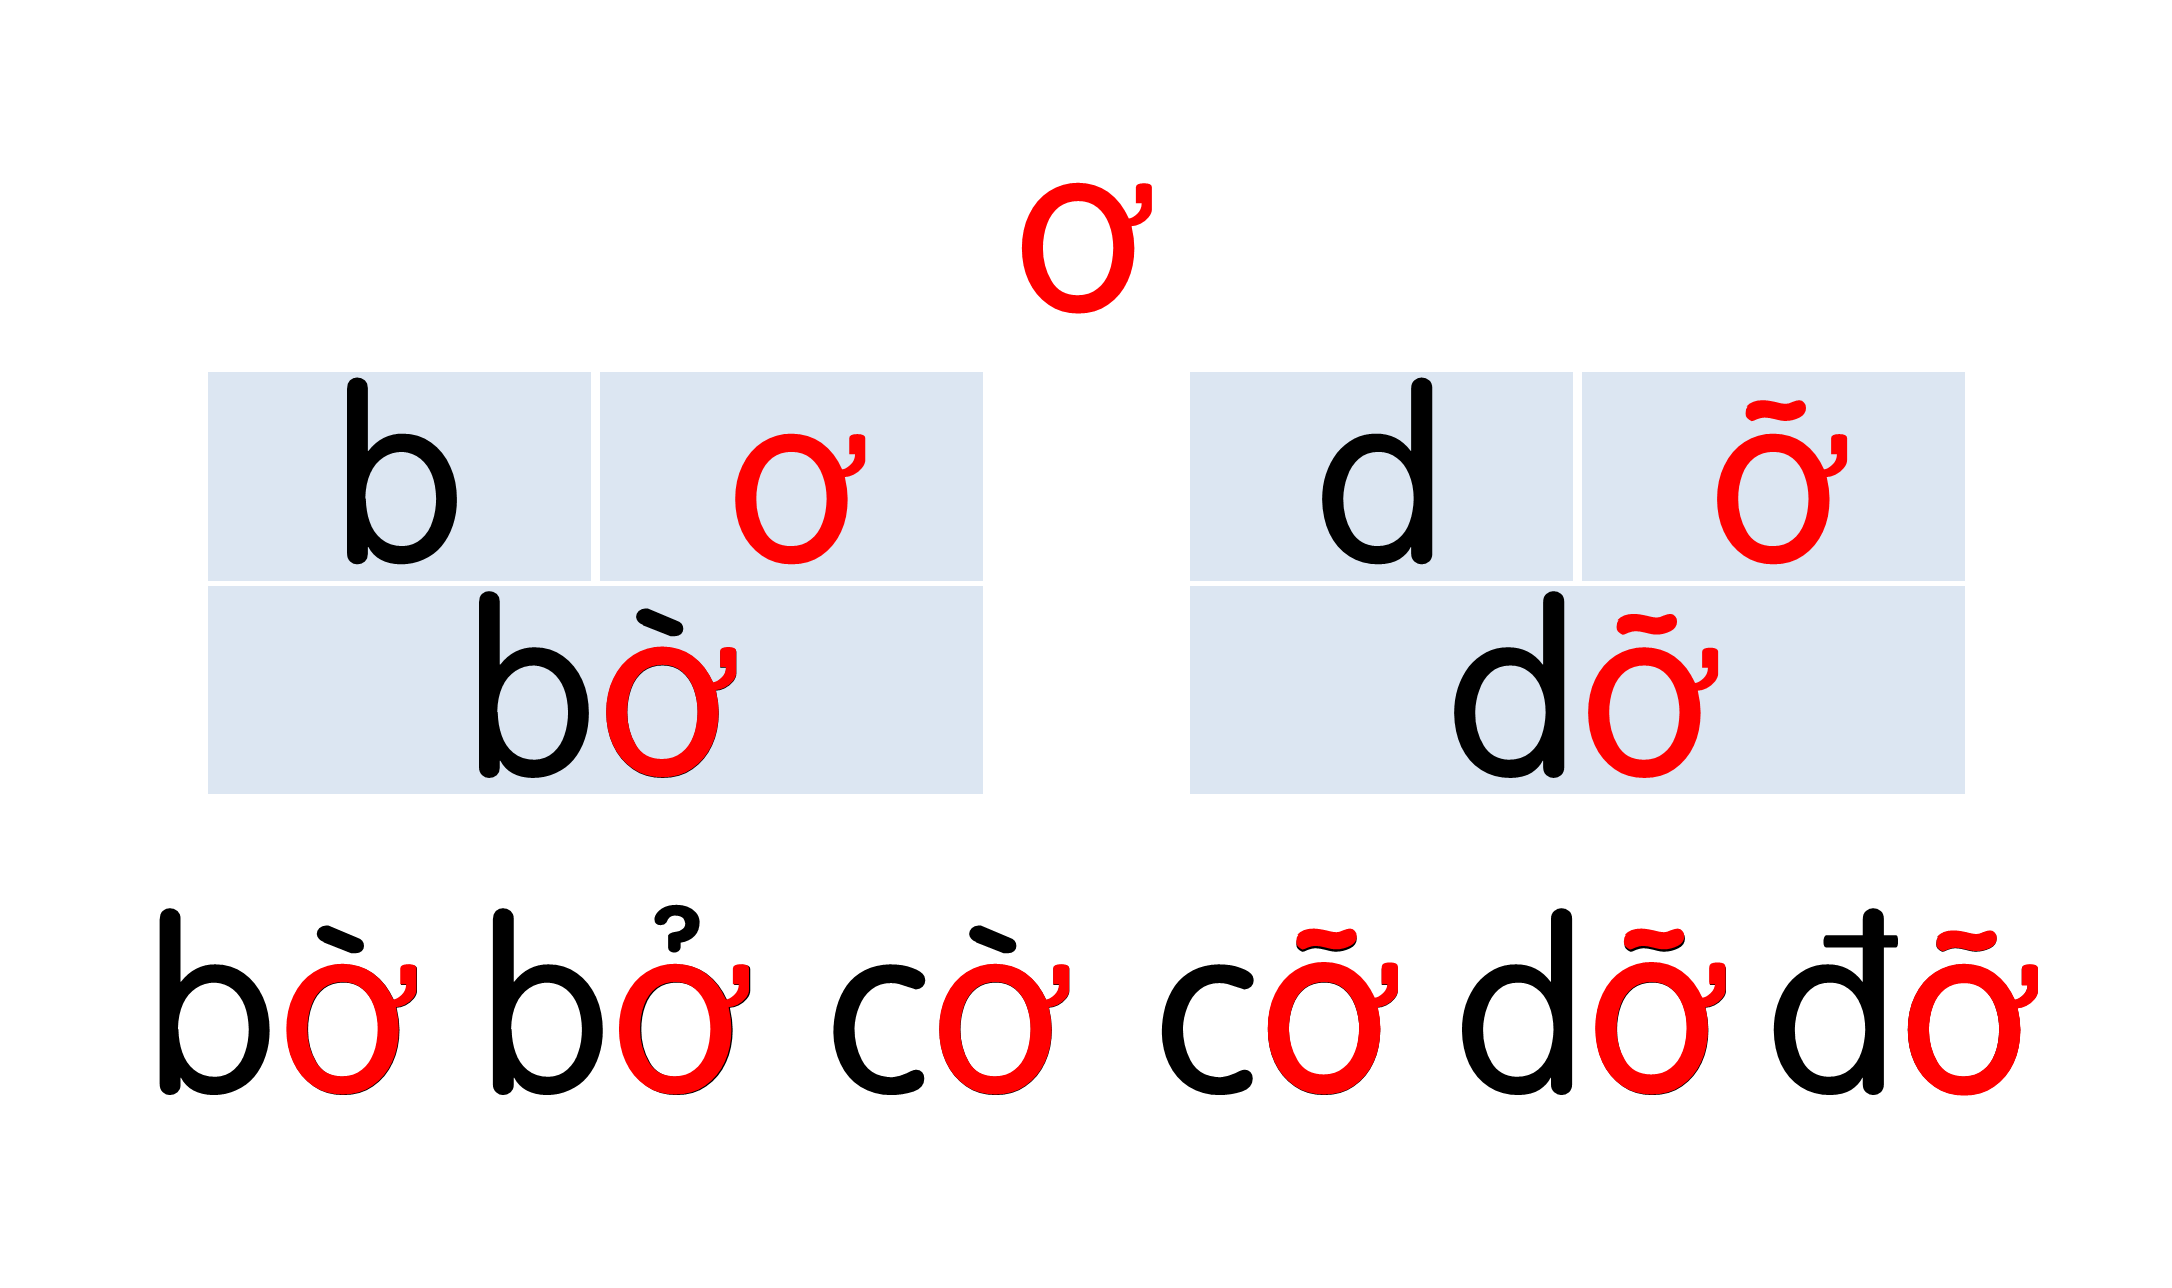 ơ
b ơ
bờ
d ỡ
dỡ
bờ bở cờ cỡ dỡ đỡ